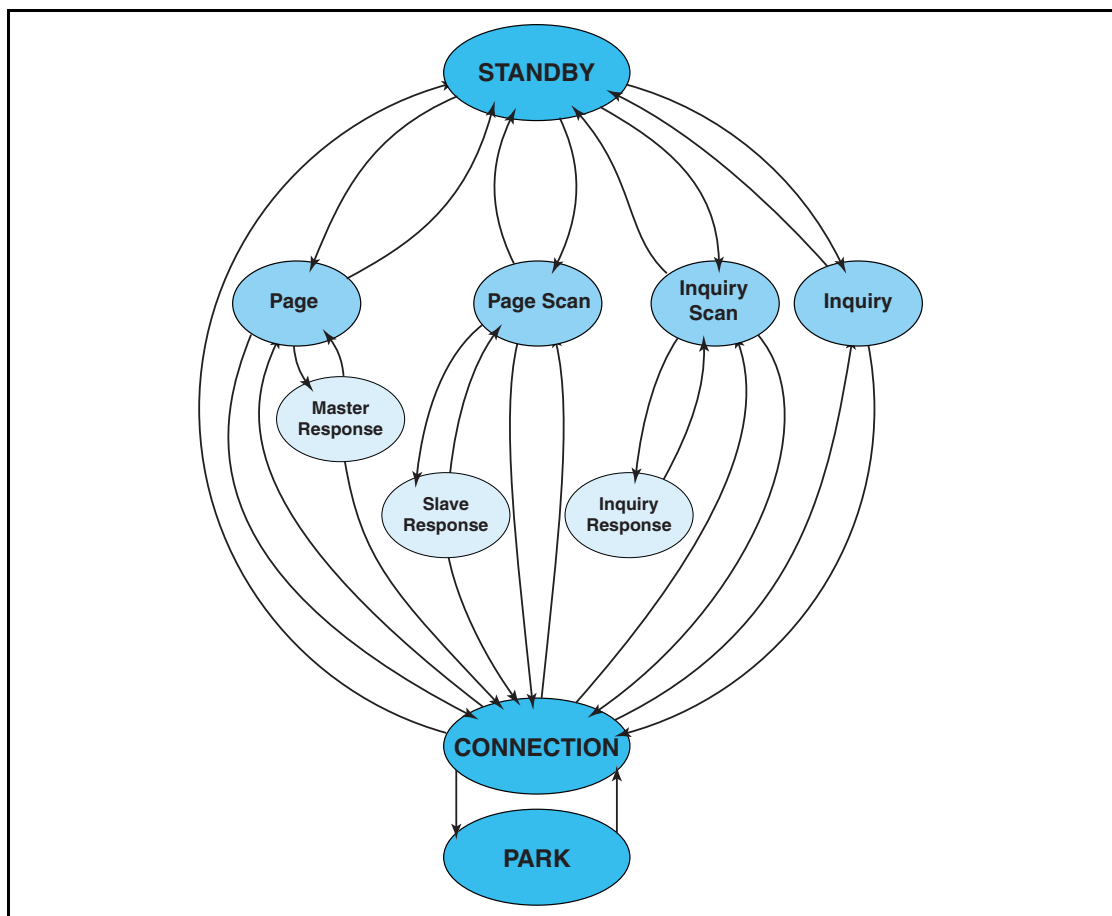 STANDBY
Page
Page Scan
Inquiry
Scan
Inquiry
Master
Response
Slave
Response
Inquiry
Response
CONNECTION
PARK